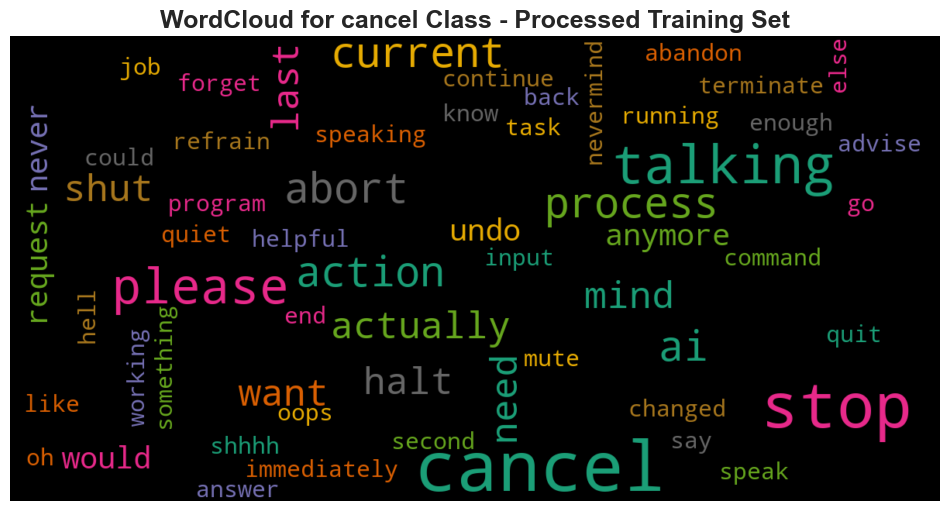 WordCloud for cancel Class - Processed Training Set
job
forget
last
current
continue
back
know
task
nevermind
abandon
terminate
else
running
enough
advise
never
could
refrain
speaking
shut
abort
talking
process
go
program
quiet
helpful
undo
anymore
request
input
command
please
action
mind
hell
end
actually
ai
quit
working
something
mute
halt
need
want
stop
like
oops
changed
shhhh
second
say
oh
would
immediately
cancel
speak
answer